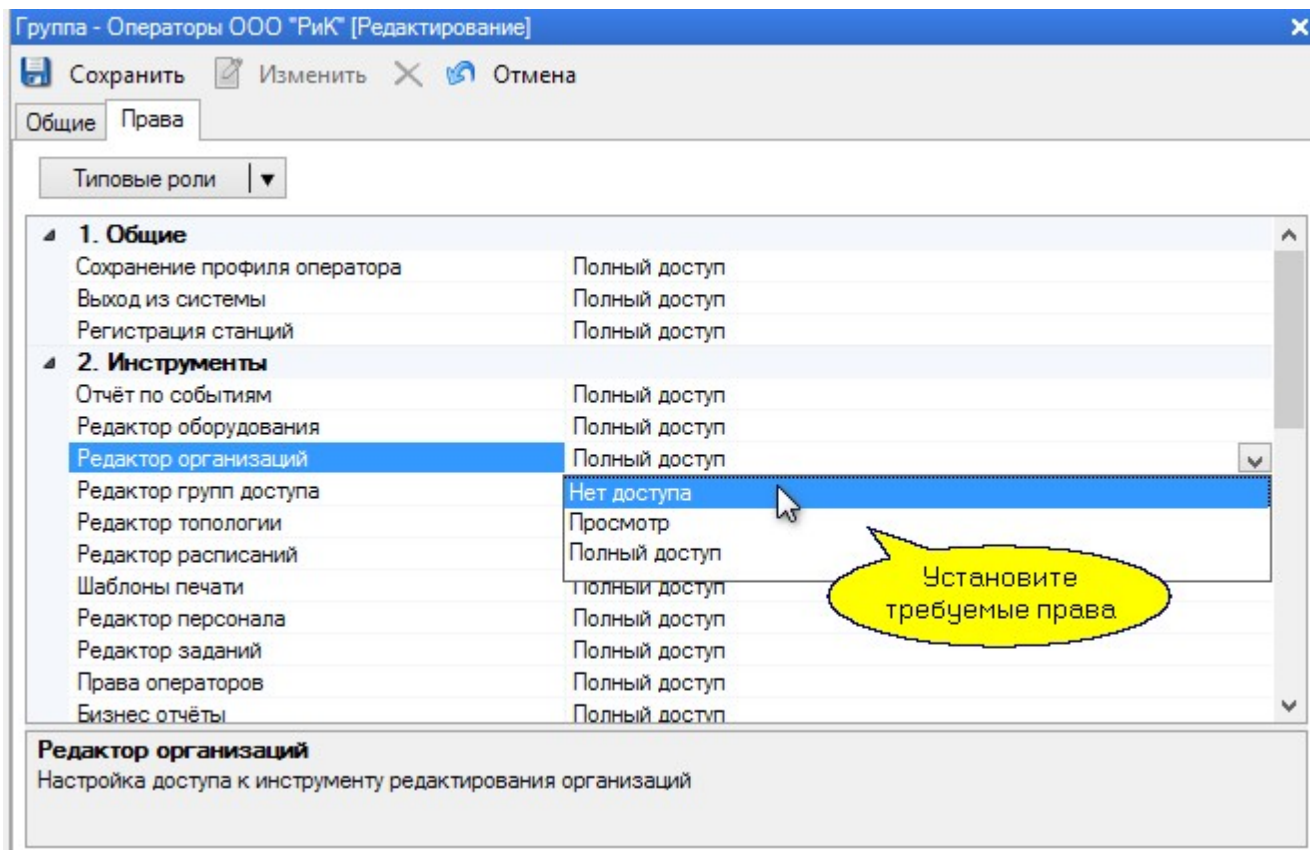 Группа - Операторы ООО "РиК" [Редактирование]
Сохранить Изменить Отмена
Общие Права
Типовые роли
1. Общие
Сохранение профиля оператора Полный доступ
Выход из системы Полный доступ
Регистрация станций Полный доступ
2. Инструменты
Отчёт по событиям Полный доступ
Редактор оборудования Полный доступ
Редактор организаций Полный доступ
Редактор групп доступа Нет доступа
Редактор топологии Просмотр
Редактор расписаний Полный доступ
Шаблоны печати Полный доступ
Установите
требуемые права
Редактор персонала Полный доступ
Редактор заданий Полный доступ
Права операторов Полный доступ
Бизнес отчёты Полный доступ
Редактор организаций
Настройка доступа к инструменту редактирования организаций